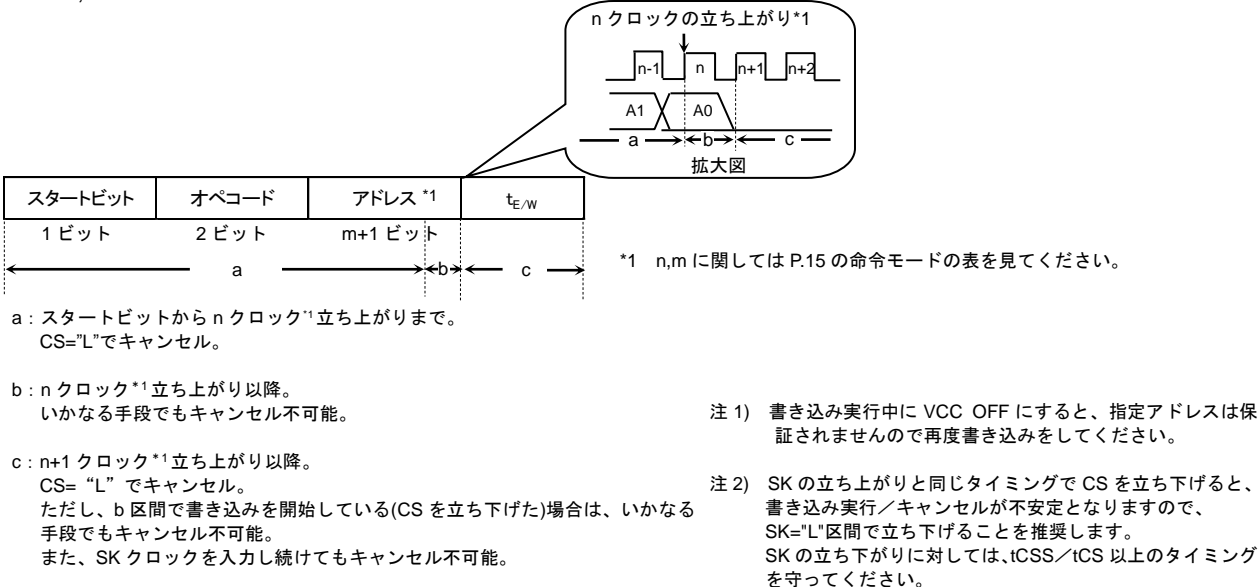 n クロックの立ち上がり*1
n-1 n n+1 n+2
A1 A0
a b c
拡大図
スタートビット オペコード アドレス *1 tE/W
1 ビット 2 ビット m+1 ビット
a b c
*1 n,m に関しては P.15 の命令モードの表を見てください。
a : スタートビットから n クロック*1立ち上がりまで。
CS="L"でキャンセル。
b : n クロック*1立ち上がり以降。
いかなる手段でもキャンセル不可能。
c : n+1 クロック*1立ち上がり以降。
CS= “L” でキャンセル。
ただし、b 区間で書き込みを開始している(CS を立ち下げた)場合は、いかなる
手段でもキャンセル不可能。
また、SK クロックを入力し続けてもキャンセル不可能。
注 1) 書き込み実行中に VCC OFF にすると、指定アドレスは保
証されませんので再度書き込みをしてください。
注 2) SK の立ち上がりと同じタイミングで CS を立ち下げると、
書き込み実行／キャンセルが不安定となりますので、
SK="L"区間で立ち下げることを推奨します。
SK の立ち下がりに対しては、tCSS／tCS 以上のタイミング
を守ってください。